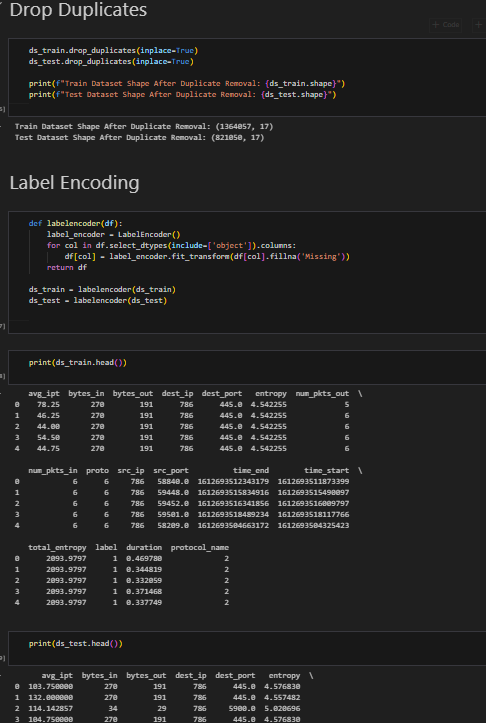 Drop Duplicates
+ Code
ds_train.drop_duplicates(inplace=True)
ds_test.drop_duplicates(inplace=True)
print(f"Train Dataset Shape After Duplicate Removal: {ds_train.shape}")
print(f"Test Dataset Shape After Duplicate Removal: {ds_test.shape}")
Train Dataset Shape After Duplicate Removal: (1364057, 17)
Test Dataset Shape After Duplicate Removal: (821050, 17)
Label Encoding
def labelencoder(df):
label_encoder = LabelEncoder()
for col in df.select_dtypes(include=['object']).columns:
df[col] = label_encoder.fit_transform(df[col].fillna('Missing'))
return df
ds_train = labelencoder(ds_train)
ds_test = labelencoder(ds_test)
print(ds_train.head())
avg_ipt bytes_in bytes_out dest_ip dest_port entropy num_pkts_out \
0 78.25 270 191 786 445.0 4.542255 5
1 46.25 270 191 786 445.0 4.542255 6
2 44.00 270 191 786 445.0 4.542255 6
3 54.50 270 191 786 445.0 4.542255 6
4 44.75 270 191 786 445.0 4.542255 6
num_pkts_in proto src_ip src_port time_end time_start \
0 6 6 786 58840.0 1612693512343179 1612693511873399
1 6 6 786 59448.0 1612693515834916 1612693515490097
2 6 6 786 59452.0 1612693516341856 1612693516009797
3 6 6 786 59501.0 1612693518489234 1612693518117766
4 6 6 786 58209.0 1612693504663172 1612693504325423
total_entropy label duration protocol_name
0 2093.9797 1 0.469780 2
1 2093.9797 1 0.344819 2
2 2093.9797 1 0.332059 2
3 2093.9797 1 0.371468 2
4 2093.9797 1 0.337749 2
print(ds_test.head())
avg_ipt bytes_in bytes_out dest_ip dest_port entropy \
0 103.750000 270 191 786 445.0 4.576830
1 132.000000 270 191 786 445.0 4.557482
2 114.142857 34 29 786 5900.0 5.020696
3 104.750000 270 191 786 445.0 4.576830